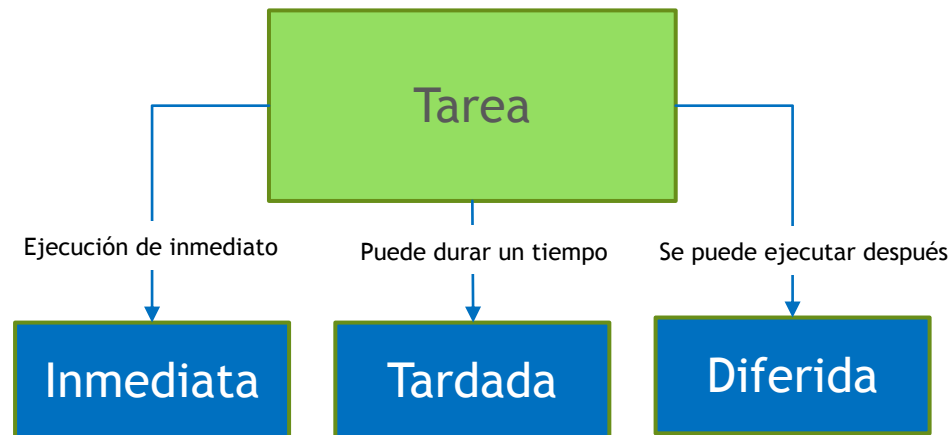 Tarea
Ejecución de inmediato
Puede durar un tiempo
Se puede ejecutar después
Inmediata
Tardada
Diferida